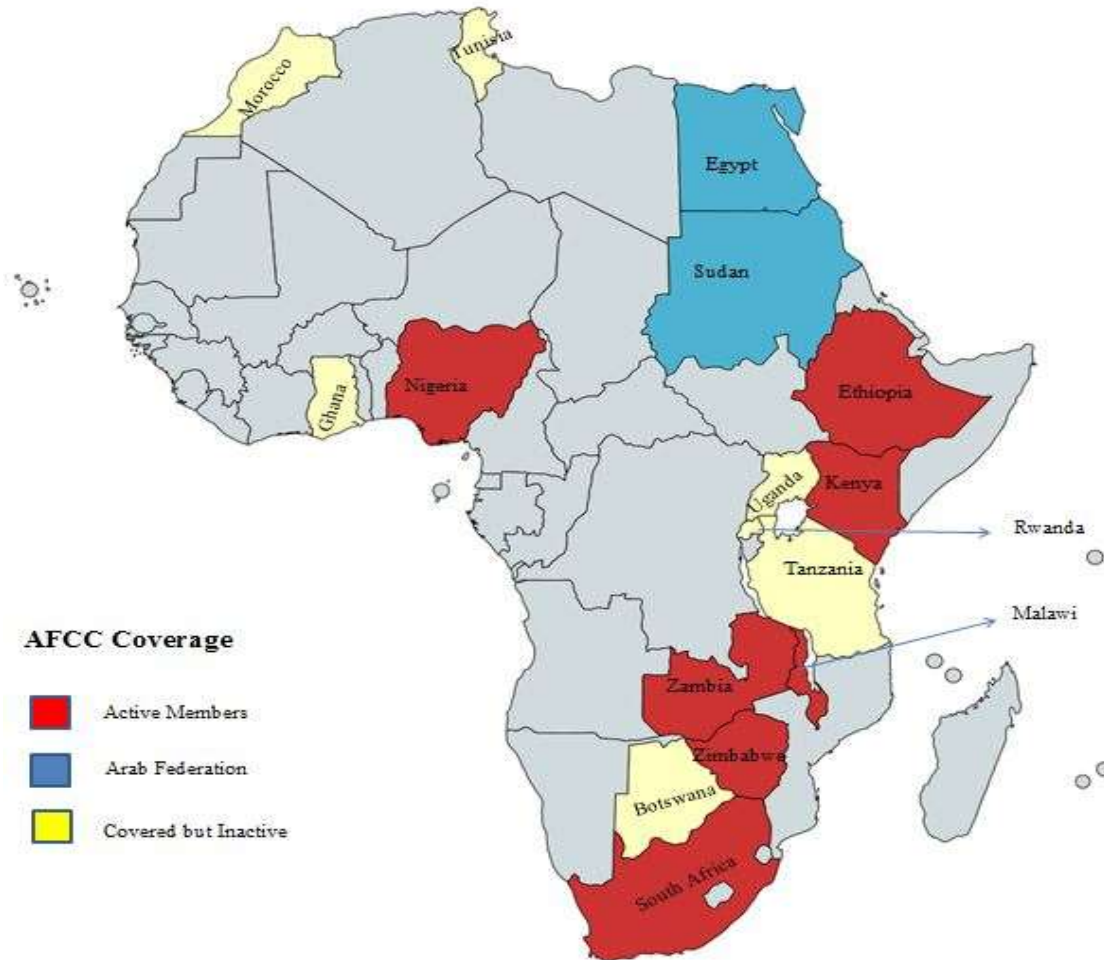 Tunisia
Morocco
Egypt
Sudan
Nigeria
Ghana
Ethiopia
Uganda
Kenya
Rwanda
Tanzania
Malawi
AFCC Coverage
Zambia
Active Members
Zimbabwe
Arab Federation
Botswana
Covered but Inactive
South Africa